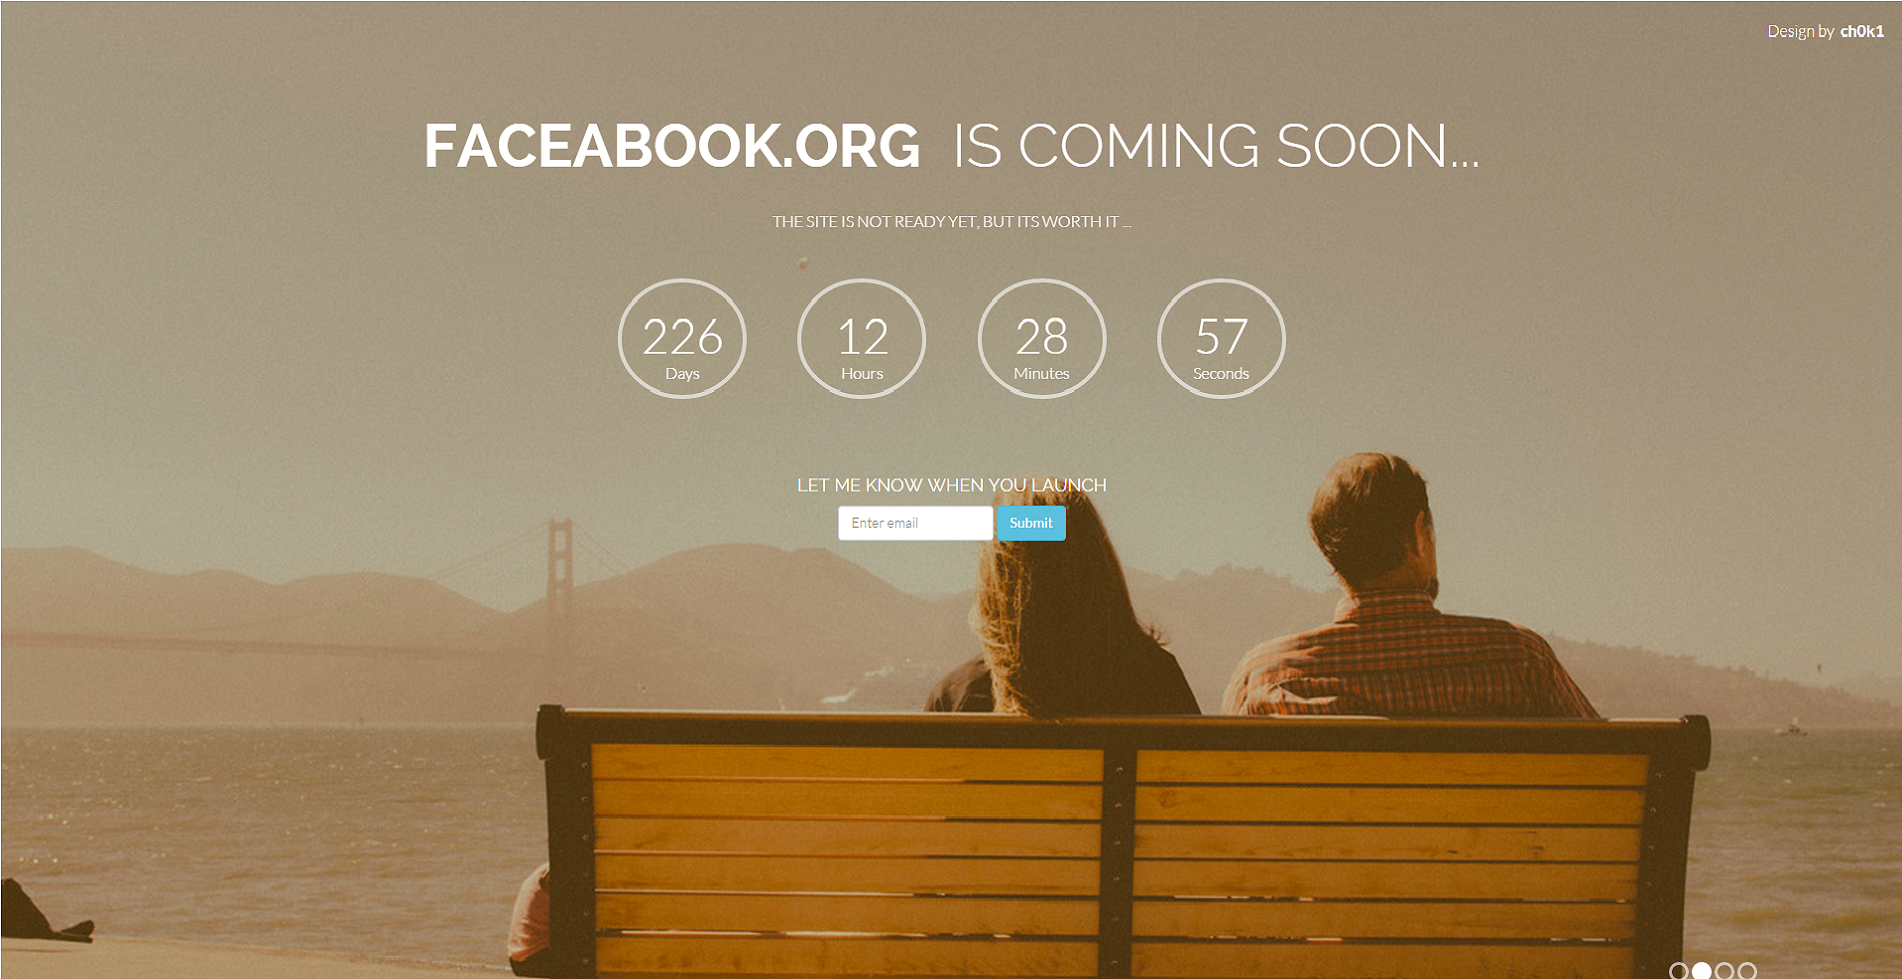 Design by ch0k1
FACEABOOK.ORG IS COMING SOON...
THE SITE IS NOT READY YET, BUT ITS WORTH IT ...
226 12 28 57
Days Hours Minutes Seconds
LET ME KNOW WHEN YOU LAUNCH
Enter email Submit